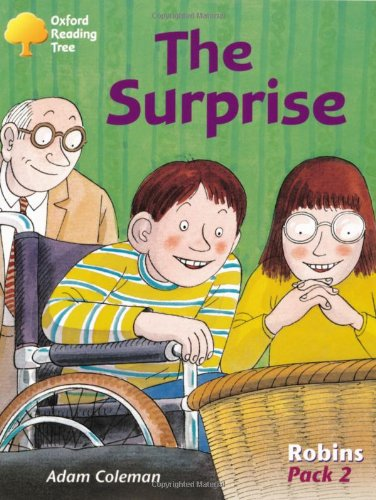 Oxford
Reading
Tree
The
Surprise
Robins
Pack 2
Adam Coleman